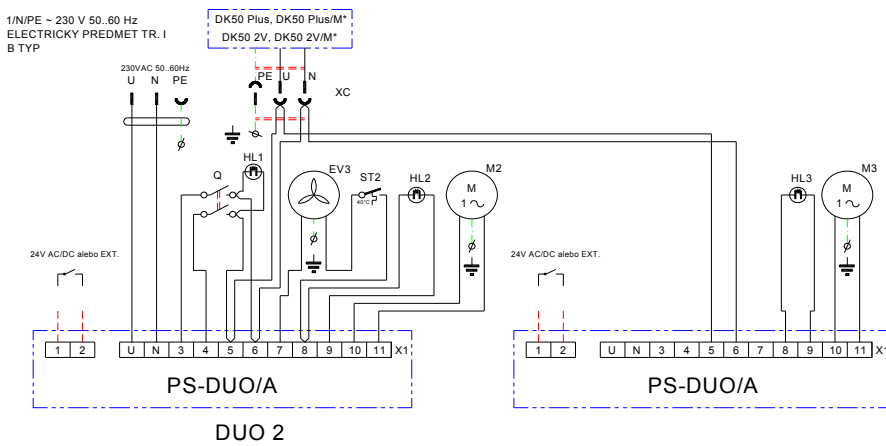 1/N/PE ~ 230 V 50..60 Hz
ELECTRICKY PREDMET TR. I
B TYP
DK50 Plus, DK50 Plus/M*
DK50 2V, DK50 2V/M*
230VAC 50..60Hz
U N PE
PE U N XC
Q
HL1
EV3
ST2
40°C
HL2
M2
M
1
HL3
M3
M
1
24V AC/DC alebo EXT.
24V AC/DC alebo EXT.
1 2
U N 3 4 5 6 7 8 9 10 11 X1
1 2
U N 3 4 5 6 7 8 9 10 11 X1
PS-DUO/A
PS-DUO/A
DUO 2